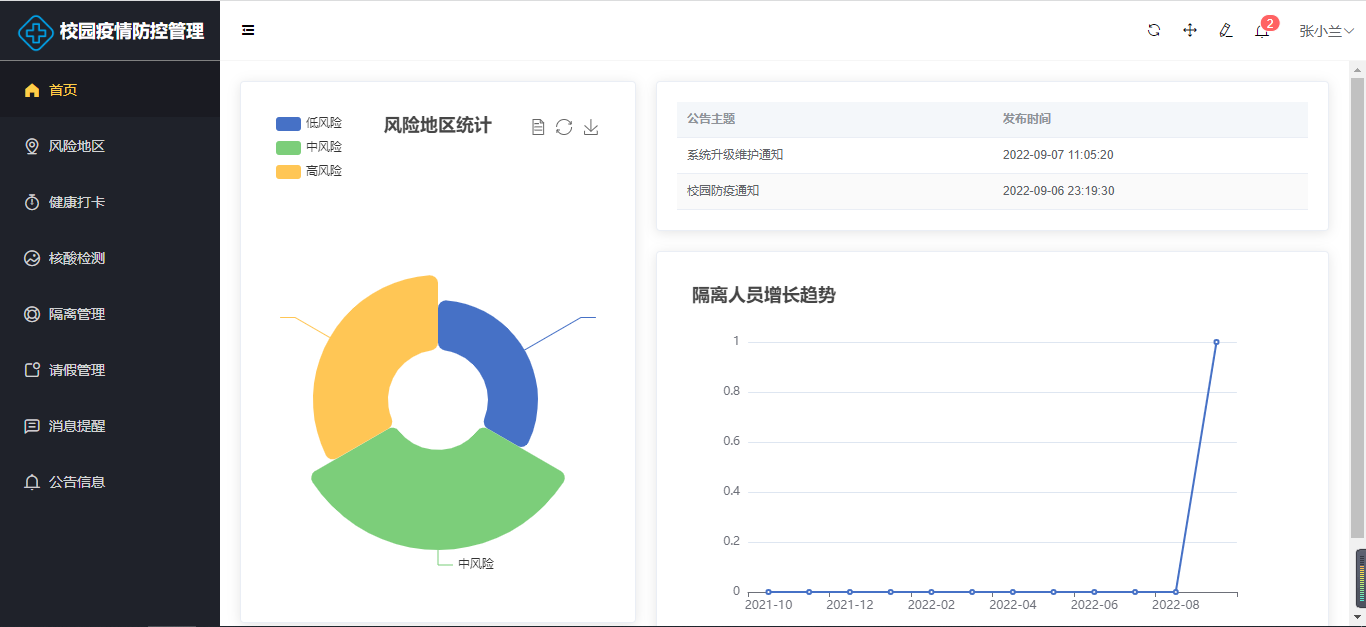 校园疫情防控管理
2
张小兰
首页
风险地区
健康打卡
核酸检测
隔离管理
请假管理
消息提醒
公告信息
风险地区统计
低风险
中风险
高风险
中风险
公告主题 发布时间
系统升级维护通知 2022-09-07 11:05:20
校园防疫通知 2022-09-06 23:19:30
隔离人员增长趋势
1
0.8
0.6
0.4
0.2
0
2021-10 2021-12 2022-02 2022-04 2022-06 2022-08